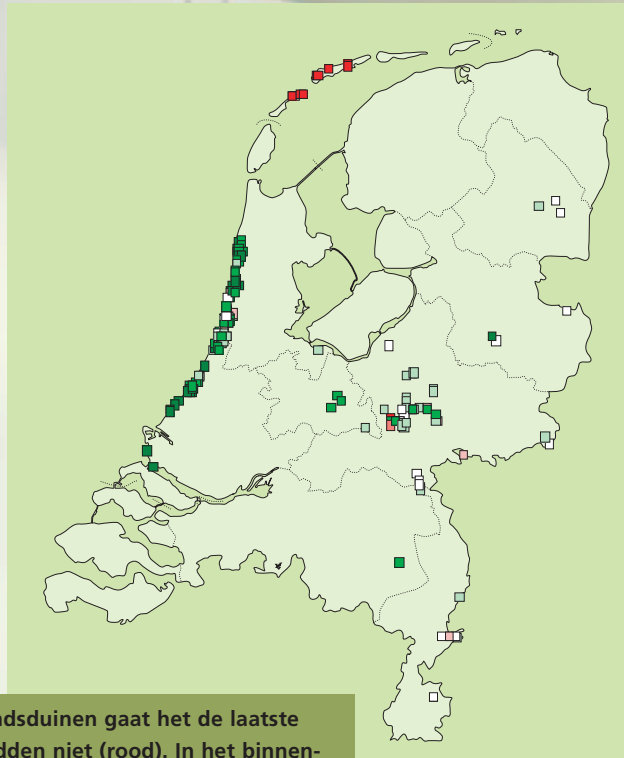 dsduinen gaat het de laatste
dden niet (rood). In het binnen-